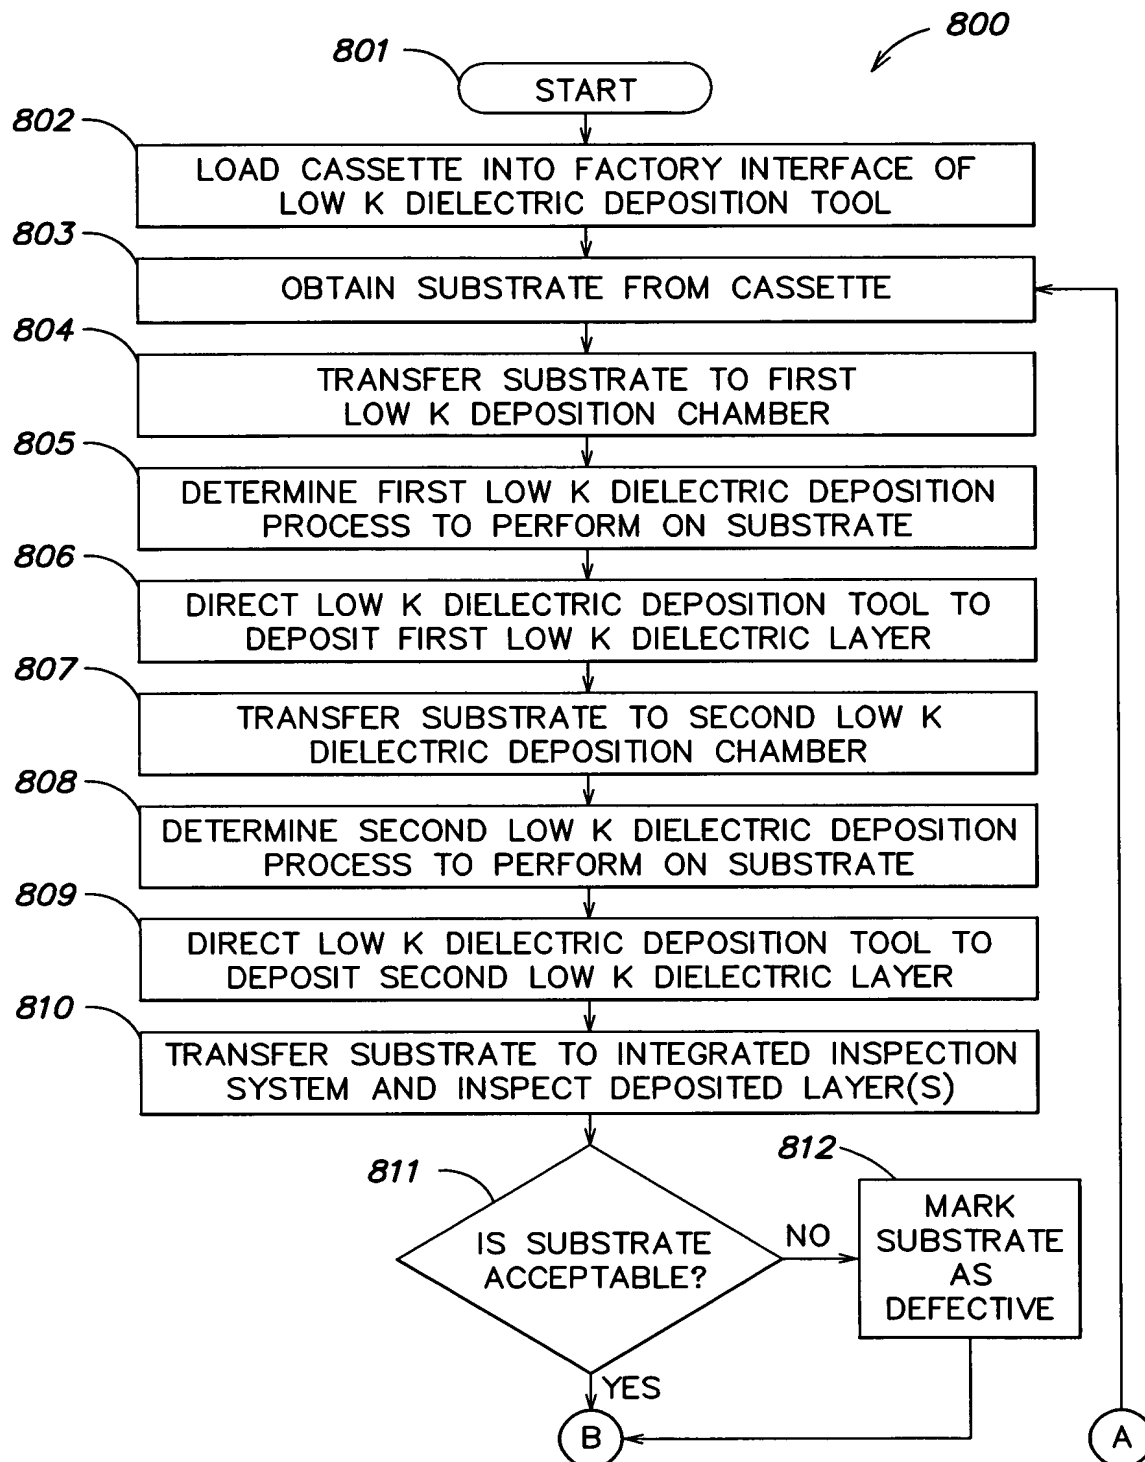 800
801
START
802
LOAD CASSETTE INTO FACTORY INTERFACE OF
LOW K DIELECTRIC DEPOSITION TOOL
803
OBTAIN SUBSTRATE FROM CASSETTE
804
TRANSFER SUBSTRATE TO FIRST
LOW K DEPOSITION CHAMBER
805
DETERMINE FIRST LOW K DIELECTRIC DEPOSITION
PROCESS TO PERFORM ON SUBSTRATE
806
DIRECT LOW K DIELECTRIC DEPOSITION TOOL TO
DEPOSIT FIRST LOW K DIELECTRIC LAYER
807
TRANSFER SUBSTRATE TO SECOND LOW K
DIELECTRIC DEPOSITION CHAMBER
808
DETERMINE SECOND LOW K DIELECTRIC DEPOSITION
PROCESS TO PERFORM ON SUBSTRATE
809
DIRECT LOW K DIELECTRIC DEPOSITION TOOL TO
DEPOSIT SECOND LOW K DIELECTRIC LAYER
810
TRANSFER SUBSTRATE TO INTEGRATED INSPECTION
SYSTEM AND INSPECT DEPOSITED LAYER(S)
811
IS SUBSTRATE
ACCEPTABLE?
NO
812
MARK
SUBSTRATE
AS
DEFECTIVE
YES
B
A